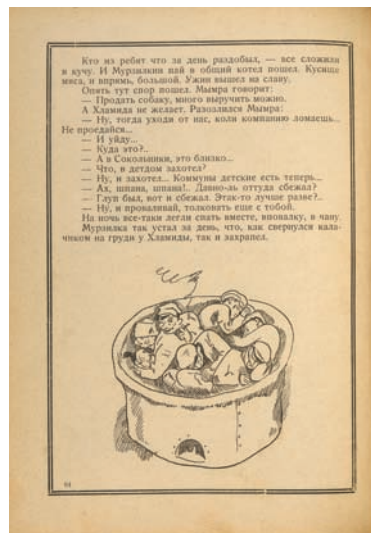 Кто из ребят что за день раздобыл, — все сложили
в кучу. И Мурзилкин пай в общий котел пошел. Кусище
мяса, и впрямь, большой. Ужин вышел на славу.
Опять тут спор пошел. Мымра говорит:
— Продать собаку, много выручить можно.
А Хламида не желает. Разозлился Мымра:
— Ну, тогда уходи от нас, коли компанию ломаешь...
Не проедайся...
— И уйду...
— Куда это?..
— А в Сокольники, это близко...
— Что, в детдом захотел?
— Ну, и захотел... Коммуны детские есть теперь...
— Ах, шпана, шпана!.. Давно-ль оттуда сбежал?
— Глуп был, вот и сбежал. Этак-то лучше разве?..
— Ну, и проваливай, толковать еще с тобой.
На ночь все-таки легли спать вместе, вповалку, в чану.
Мурзилка так устал за день, что, как свернулся кала-
чиком на груди у Хламиды, так и захрапел.